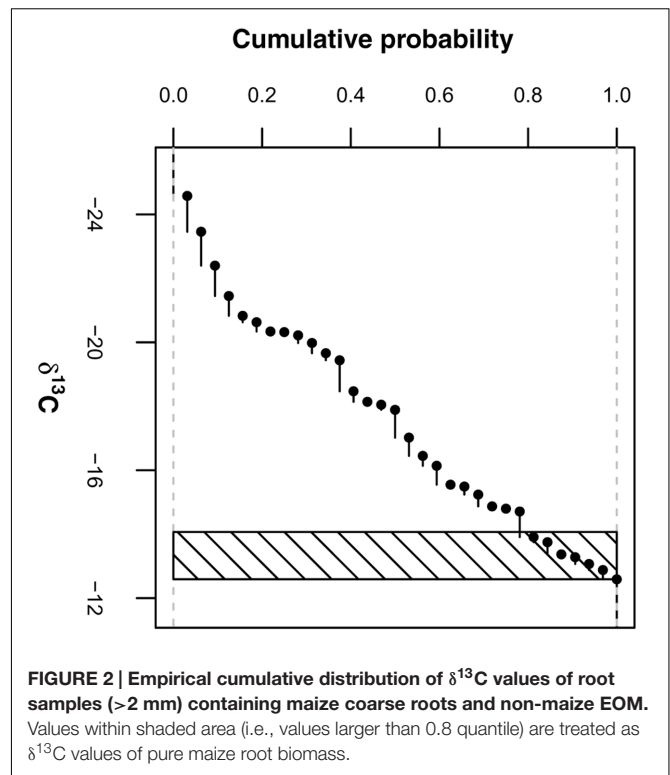 Cumulative probability
0.0 0.2 0.4 0.6 0.8 1.0
−24
−20
−16
−12
δ13C
FIGURE 2 | Empirical cumulative distribution of δ13C values of root
samples (>2 mm) containing maize coarse roots and non-maize EOM.
Values within shaded area (i.e., values larger than 0.8 quantile) are treated as
δ13C values of pure maize root biomass.